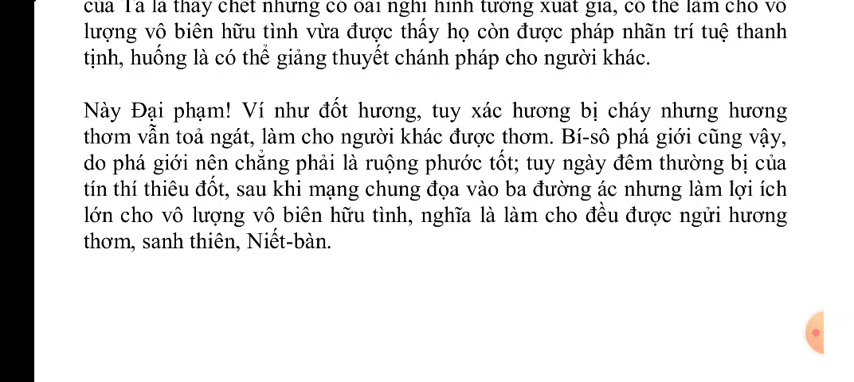 của Ta là thây chết nhưng có oai nghi hình tướng xuất gia, có thể làm cho vô
lượng vô biên hữu tình vừa được thấy họ còn được pháp nhãn trí tuệ thanh
tịnh, huống là có thể giảng thuyết chánh pháp cho người khác.
Này Đại phạm! Ví như đốt hương, tuy xác hương bị cháy nhưng hương
thơm vẫn toả ngát, làm cho người khác được thơm. Bí-sô phá giới cũng vậy,
do phá giới nên chẳng phải là ruộng phước tốt; tuy ngày đêm thường bị của
tín thí thiêu đốt, sau khi mạng chung đọa vào ba đường ác nhưng làm lợi ích
lớn cho vô lượng vô biên hữu tình, nghĩa là làm cho đều được ngửi hương
thơm, sanh thiên, Niết-bàn.